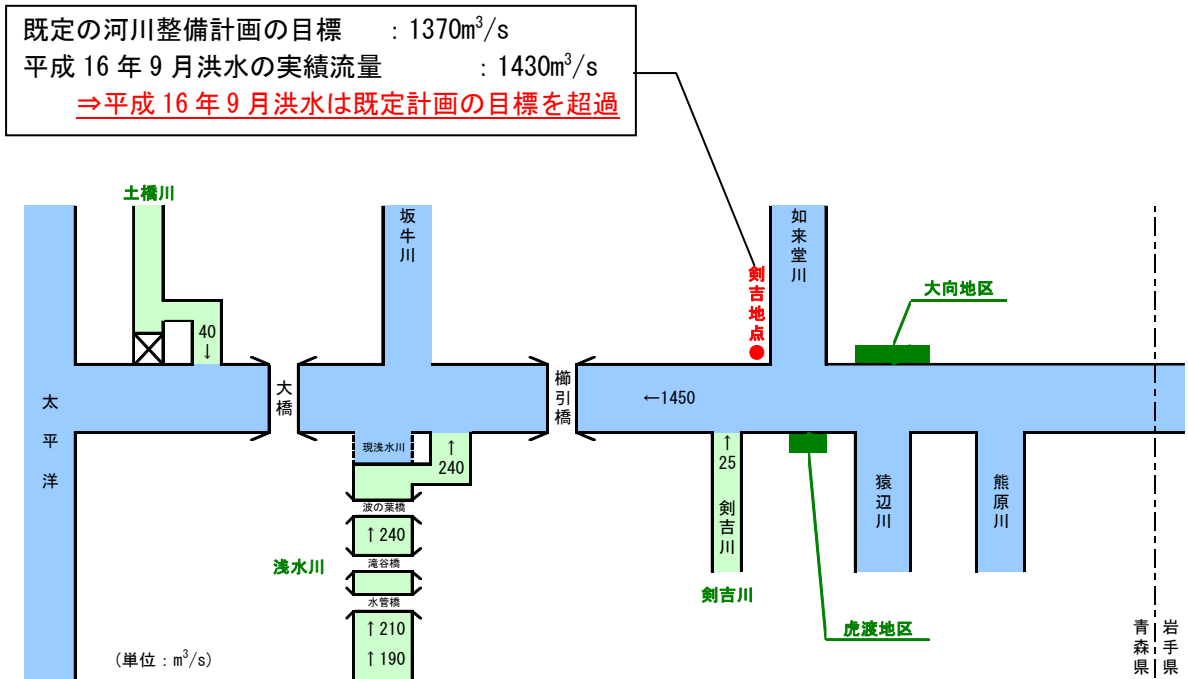 既定の河川整備計画の目標 : 1370m³/s
平成 16 年 9 月洪水の実績流量 : 1430m³/s
⇒平成 16 年 9 月洪水は既定計画の目標を超過
土橋川
坂牛川
如来堂川
剣吉地点
大向地区
40
↓
大橋
櫛引橋
←1450
太平洋
現浅水川
↑
240
↑
25
剣吉川
猿辺川
熊原川
波の葉橋
↑240
浅水川
滝谷橋
水管橋
剣吉川
↑210
虎渡地区
↑190
(単位:m³/s)
青森県
岩手県